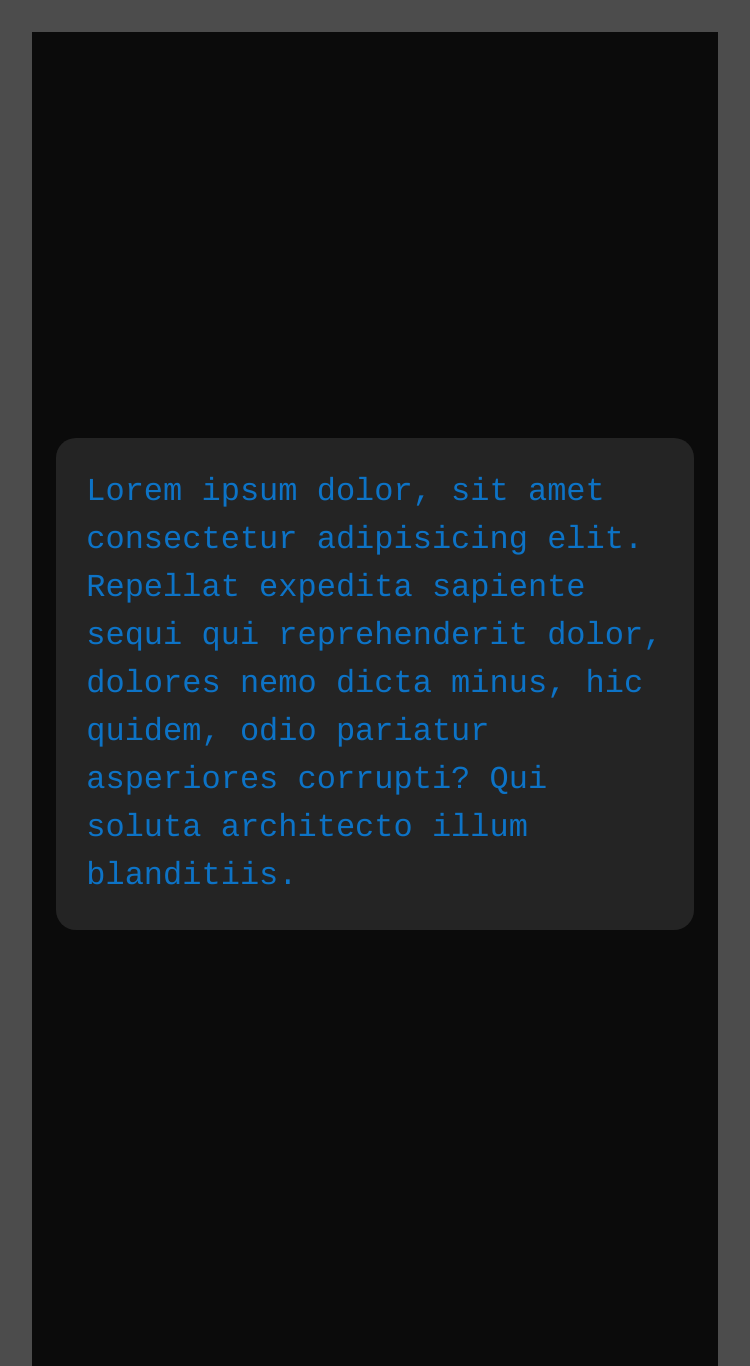 Lorem ipsum dolor, sit amet
consectetur adipisicing elit.
Repellat expedita sapiente
sequi qui reprehenderit dolor,
dolores nemo dicta minus, hic
quidem, odio pariatur
asperiores corrupti? Qui
soluta architecto illum
blanditiis.